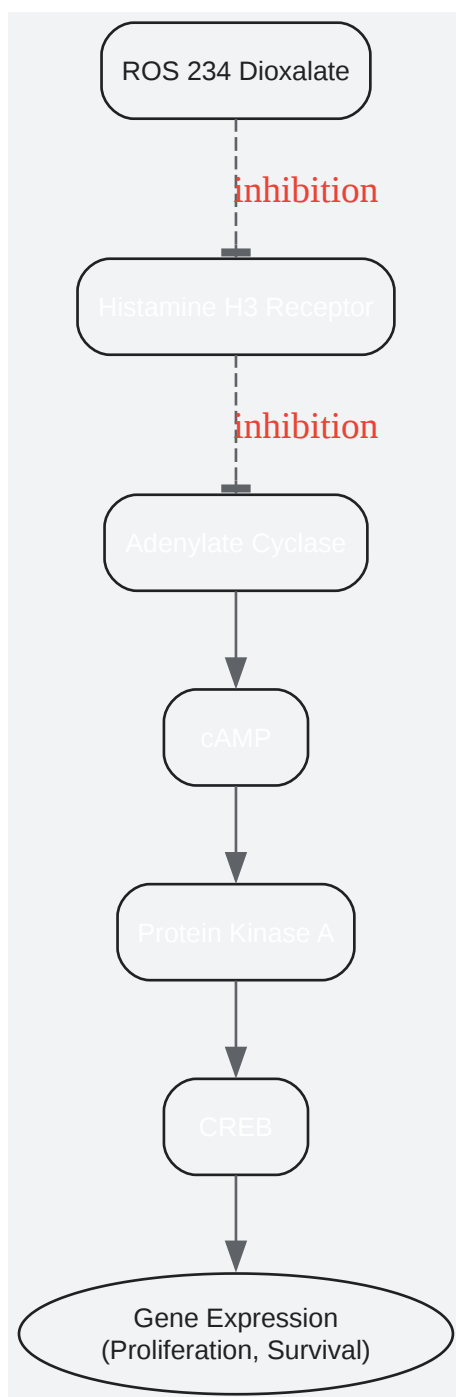 ROS 234 Dioxalate
inhibition
Histamine H3 Receptor
inhibition
Adenylate Cyclase
cAMP
Protein Kinase A
CREB
Gene Expression
(Proliferation, Survival)